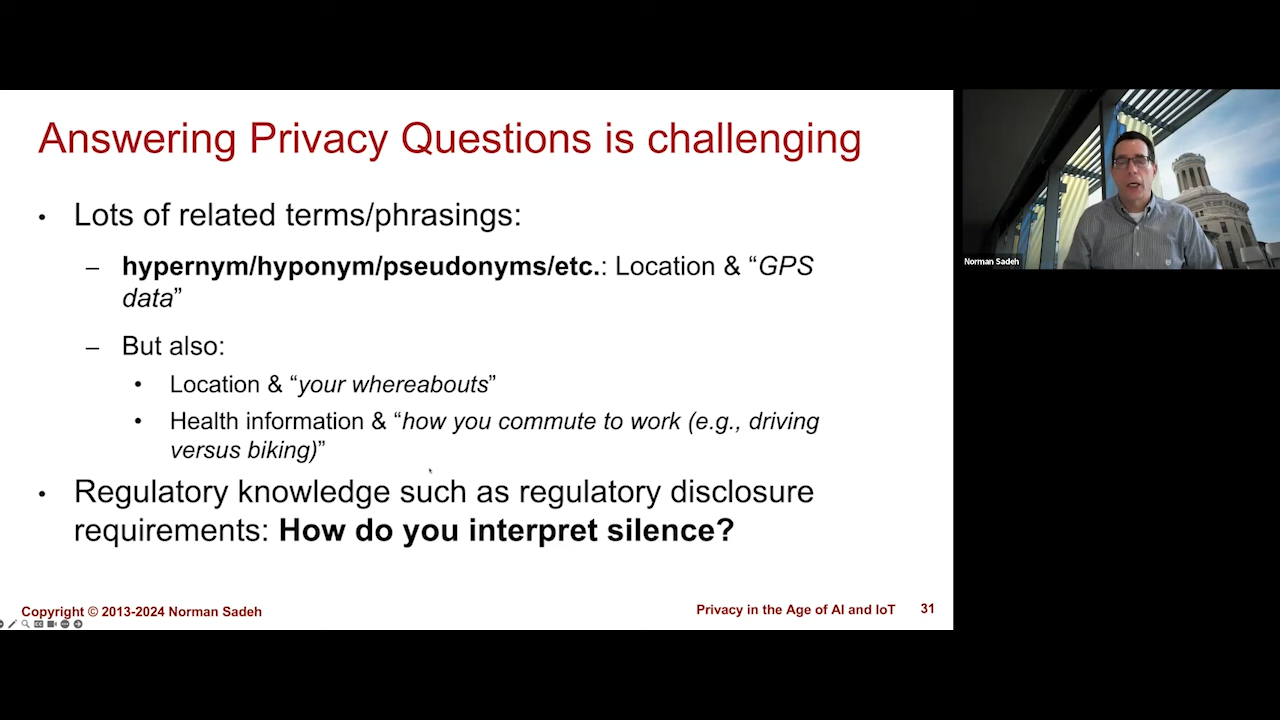 Answering Privacy Questions is challenging
• Lots of related terms/phrasings:
– hypernym/hyponym/pseudonyms/etc.: Location & “GPS
data”
– But also:
• Location & “your whereabouts”
• Health information & “how you commute to work (e.g., driving
versus biking)”
• Regulatory knowledge such as regulatory disclosure
requirements: How do you interpret silence?
Copyright © 2013-2024 Norman Sadeh
Privacy in the Age of AI and IoT 31
Norman Sadeh